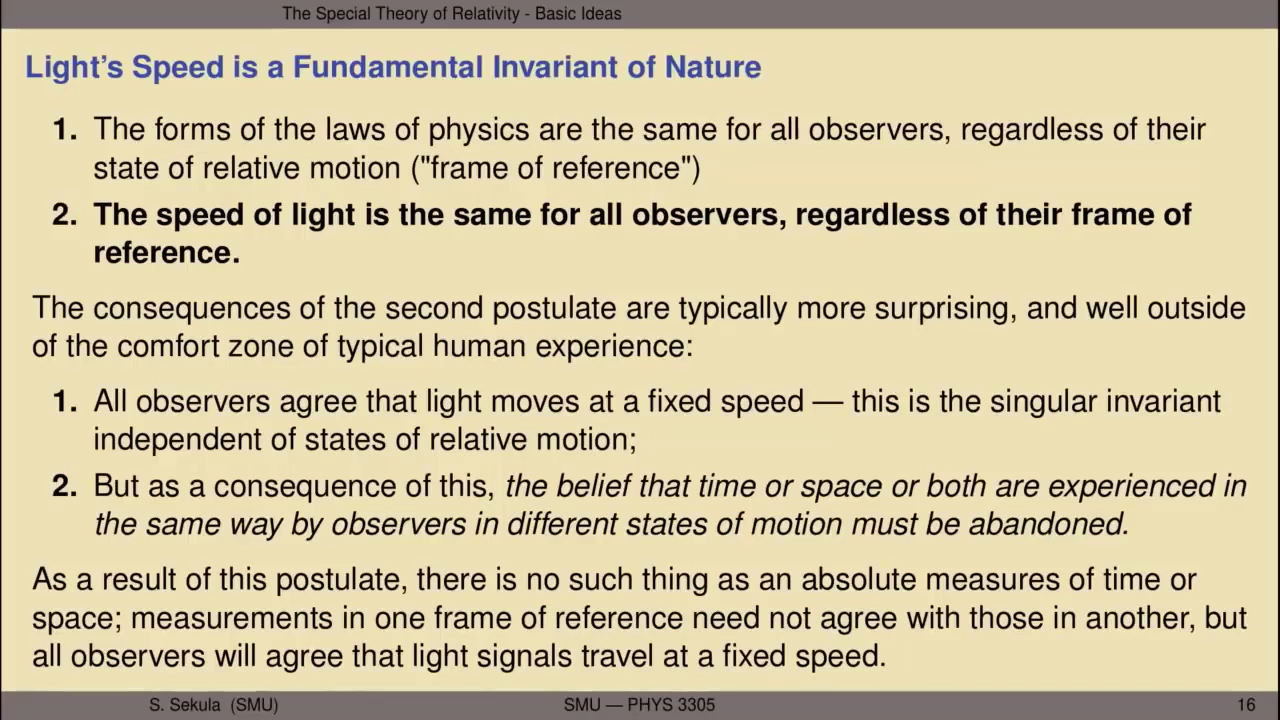 The Special Theory of Relativity - Basic Ideas
Light's Speed is a Fundamental Invariant of Nature
1. The forms of the laws of physics are the same for all observers, regardless of their
state of relative motion ("frame of reference")
2. The speed of light is the same for all observers, regardless of their frame of
reference.
The consequences of the second postulate are typically more surprising, and well outside
of the comfort zone of typical human experience:
1. All observers agree that light moves at a fixed speed — this is the singular invariant
independent of states of relative motion;
2. But as a consequence of this, the belief that time or space or both are experienced in
the same way by observers in different states of motion must be abandoned.
As a result of this postulate, there is no such thing as an absolute measures of time or
space; measurements in one frame of reference need not agree with those in another, but
all observers will agree that light signals travel at a fixed speed.
S. Sekula (SMU) SMU — PHYS 3305 16